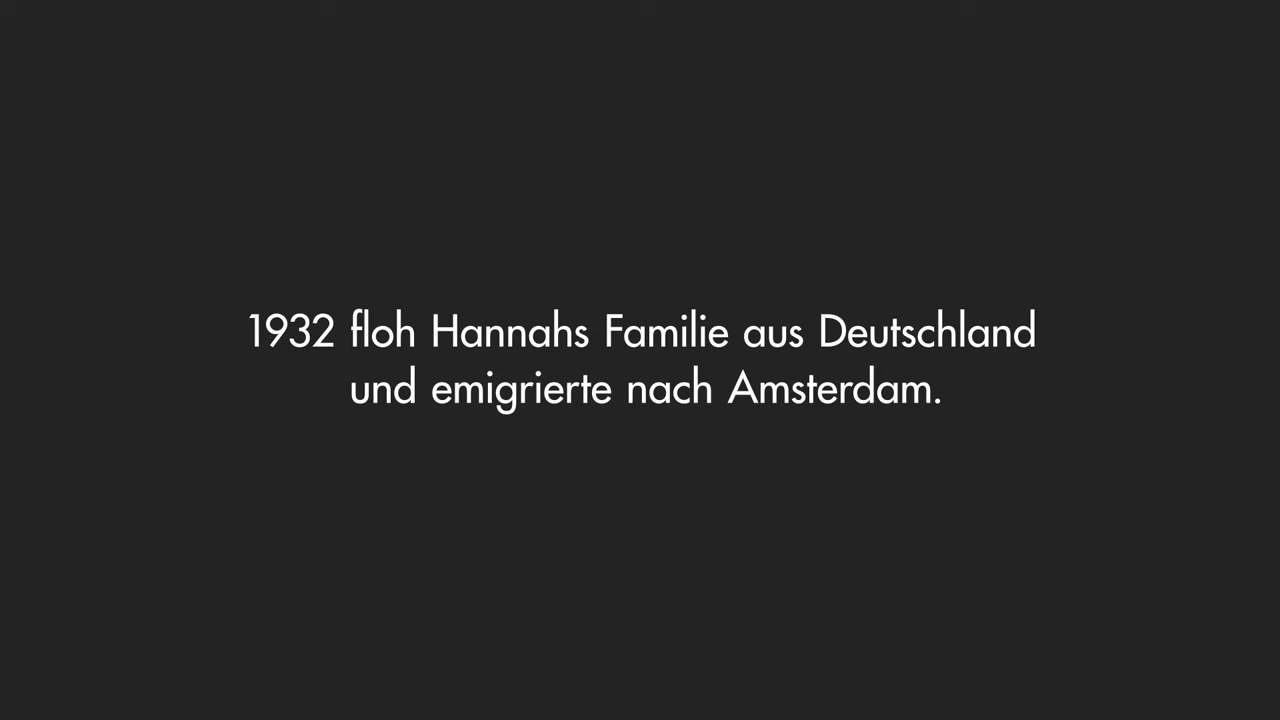 1932 floh Hannahs Familie aus Deutschland
und emigrierte nach Amsterdam.